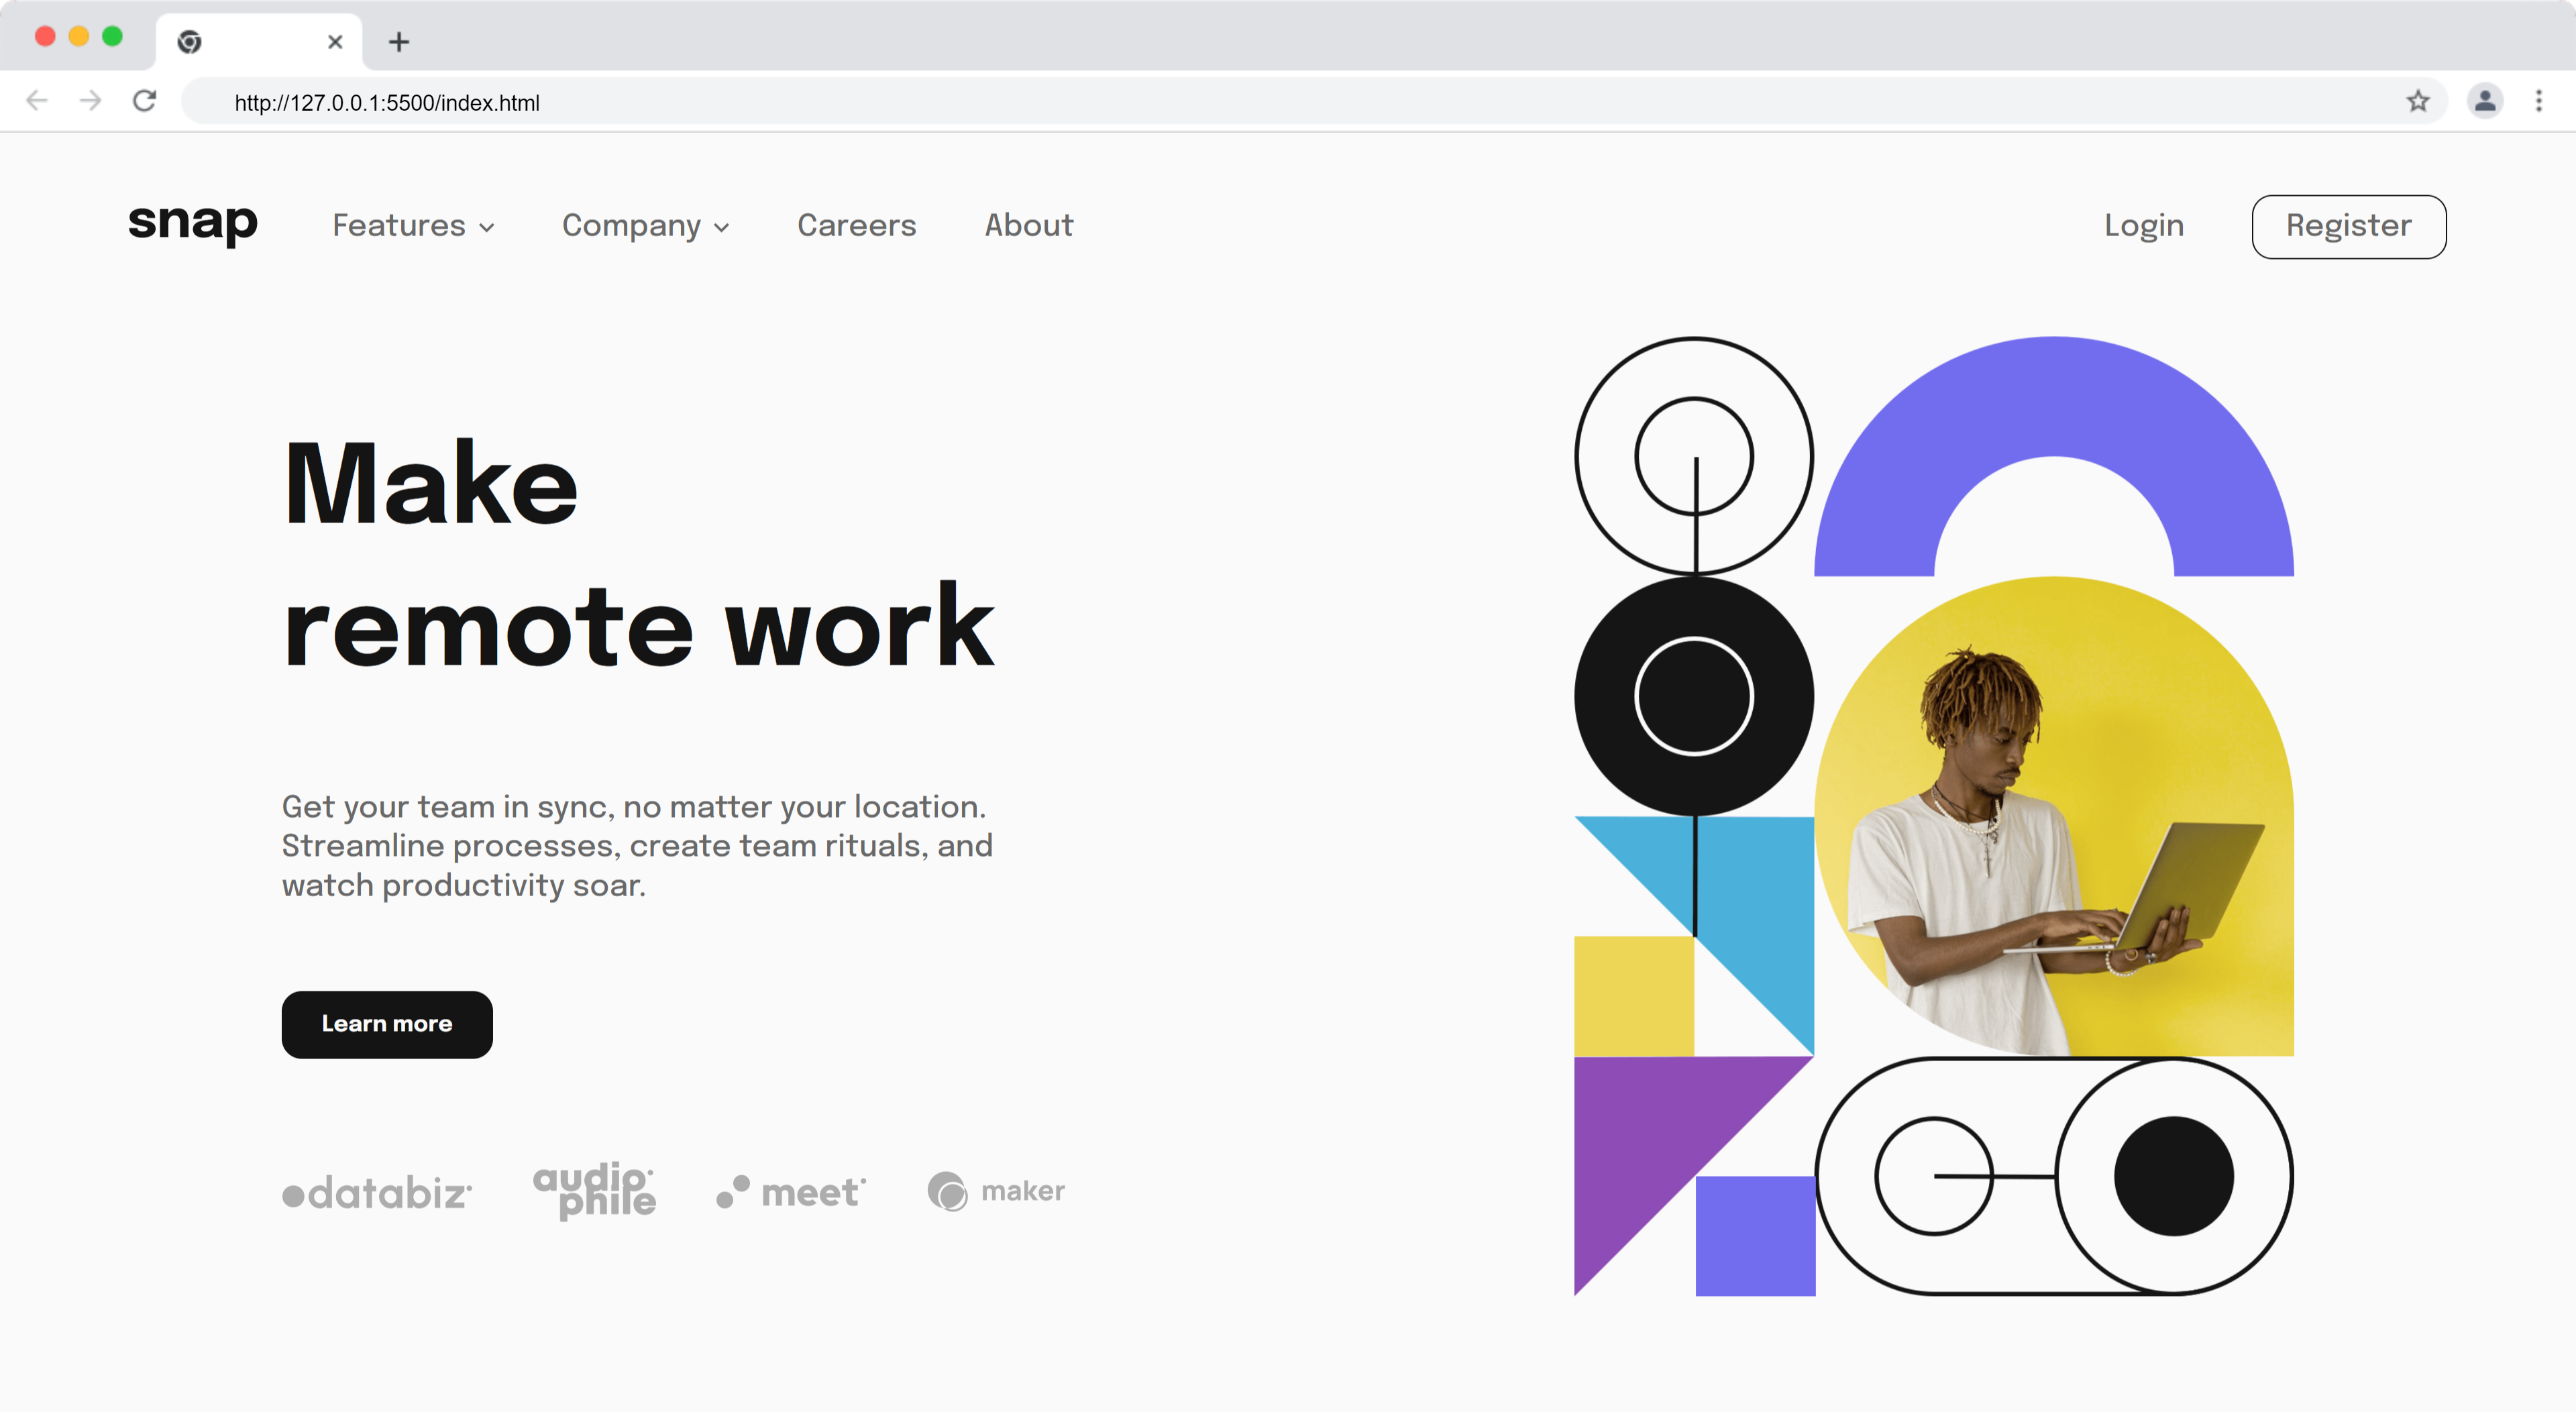 http://127.0.0.1:5500/index.html
snap Features Company Careers About Login Register
Make
remote work
Get your team in sync, no matter your location.
Streamline processes, create team rituals, and
watch productivity soar.
Learn more
databiz audiophile meet maker